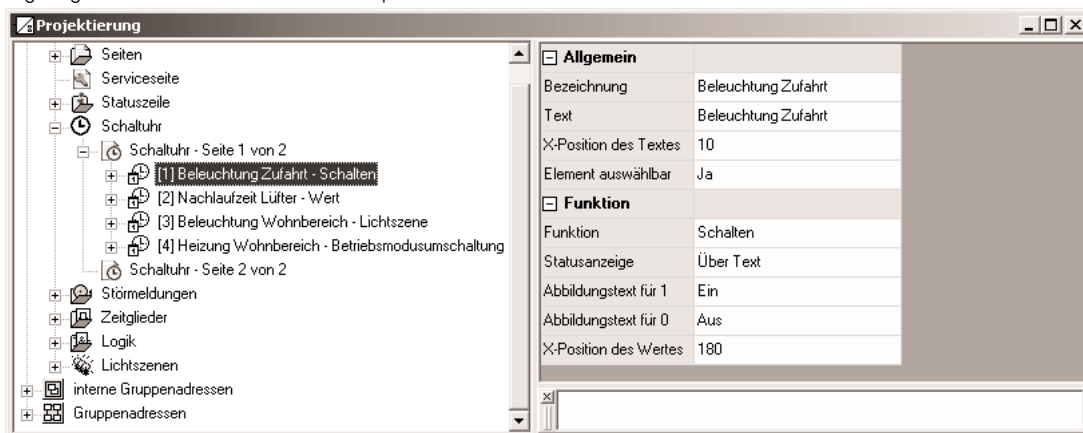 Projektierung
Seiten
Serviceseite
Statuszeile
Schaltuhr
Schaltuhr - Seite 1 von 2
[1] Beleuchtung Zufahrt - Schalten
[2] Nachlaufzeit Lüfter - Wert
[3] Beleuchtung Wohnbereich - Lichtszene
[4] Heizung Wohnbereich - Betriebsmodusumschaltung
Schaltuhr - Seite 2 von 2
Störmeldungen
Zeitglieder
Logik
Lichtszenen
interne Gruppenadressen
Gruppenadressen
Allgemein
Bezeichnung Beleuchtung Zufahrt
Text Beleuchtung Zufahrt
X-Position des Textes 10
Element auswählbar Ja
Funktion
Funktion Schalten
Statusanzeige Über Text
Abbildungstext für 1 Ein
Abbildungstext für 0 Aus
X-Position des Wertes 180